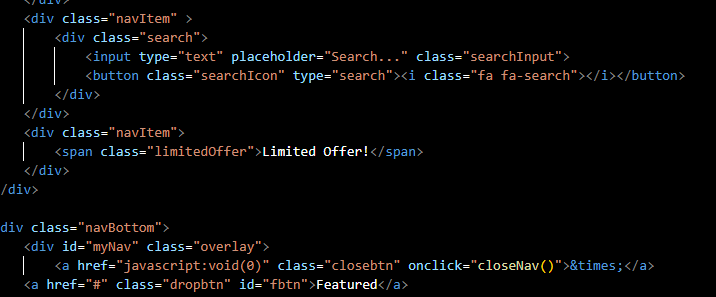 </div>
<div class="navItem" >
<div class="search">
<input type="text" placeholder="Search..." class="searchInput">
<button class="searchIcon" type="search"><i class="fa fa-search"></i></button>
</div>
</div>
<div class="navItem">
<span class="limitedOffer">Limited Offer!</span>
</div>
/div>
div class="navBottom">
<div id="myNav" class="overlay">
<a href="javascript:void(0)" class="closebtn" onclick="closeNav()">&times;</a>
<a href="#" class="dropbtn" id="fbtn">Featured</a>